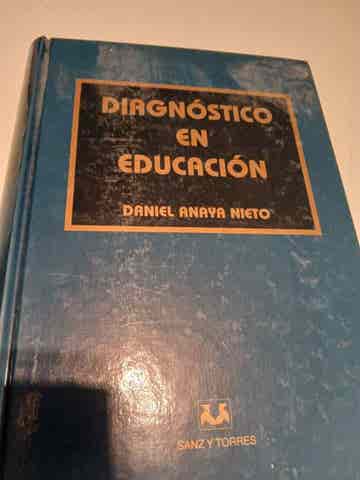 DIAGNÓSTICO
EN
EDUCACIÓN
DANIEL ANAYA NIETO
SANZ Y TORRES